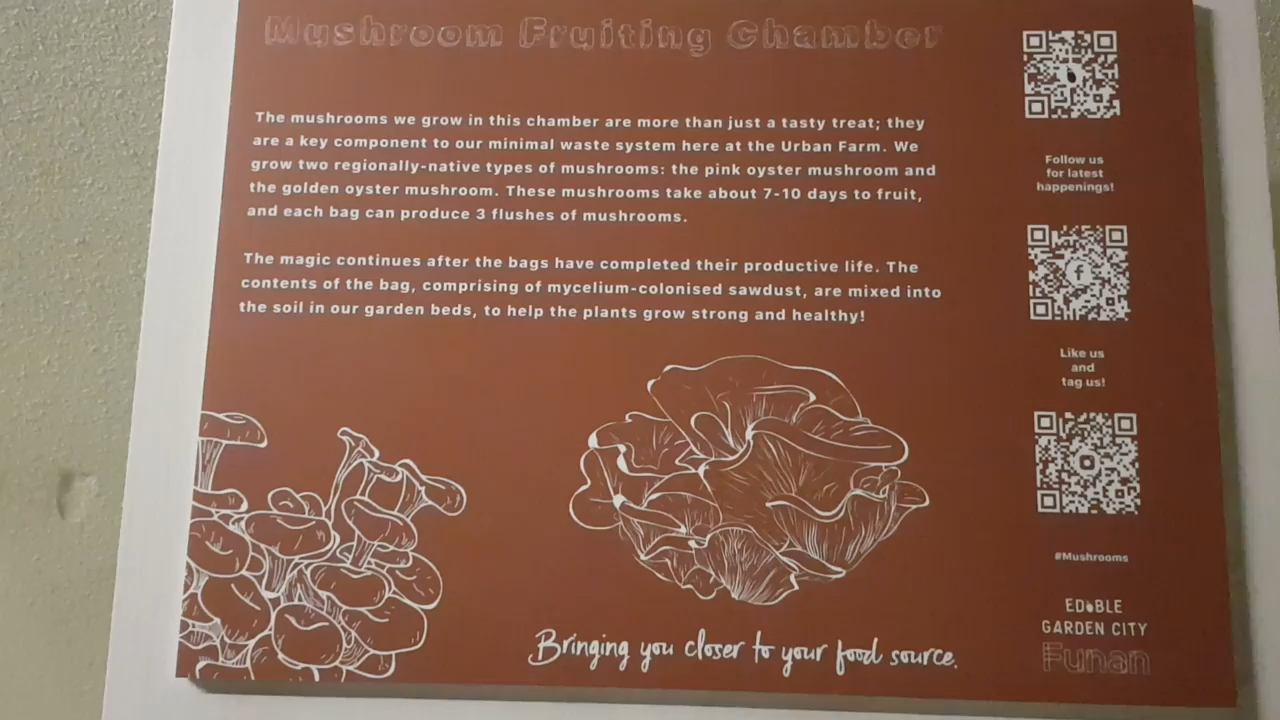 Mushroom Fruiting Chamber
The mushrooms we grow in this chamber are more than just a tasty treat; they
are a key component to our minimal waste system here at the Urban Farm. We
grow two regionally-native types of mushrooms: the pink oyster mushroom and
the golden oyster mushroom. These mushrooms take about 7-10 days to fruit,
and each bag can produce 3 flushes of mushrooms.
The magic continues after the bags have completed their productive life. The
contents of the bag, comprising of mycelium-colonised sawdust, are mixed into
the soil in our garden beds, to help the plants grow strong and healthy!
Bringing you closer to your food source.
Follow us
for latest
happenings!
Like us
and
tag us!
#Mushrooms
EDIBLE
GARDEN CITY
Funan